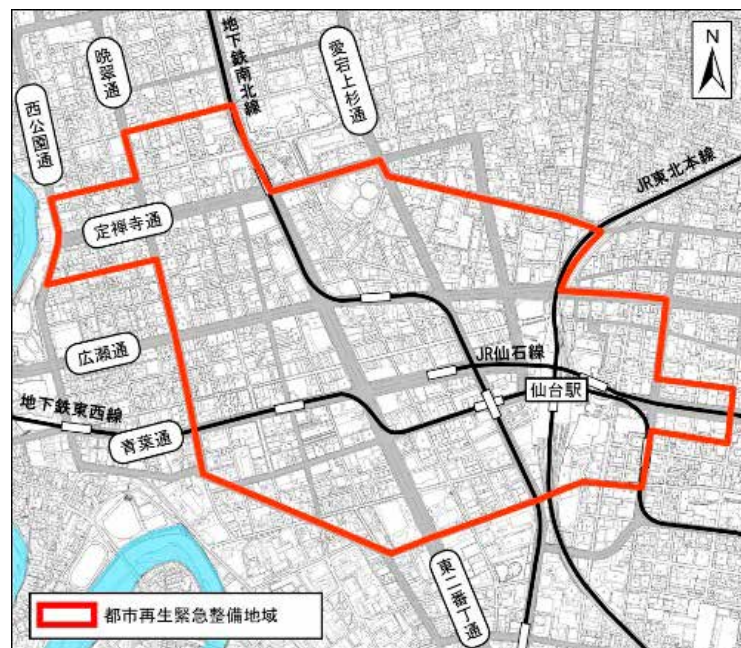 N
地下鉄南北線
愛宕上杉通
晩翠通
西公園通
JR東北本線
定禅寺通
広瀬通
JR仙石線
仙台駅
地下鉄東西線
青葉通
東二番丁通
都市再生緊急整備地域